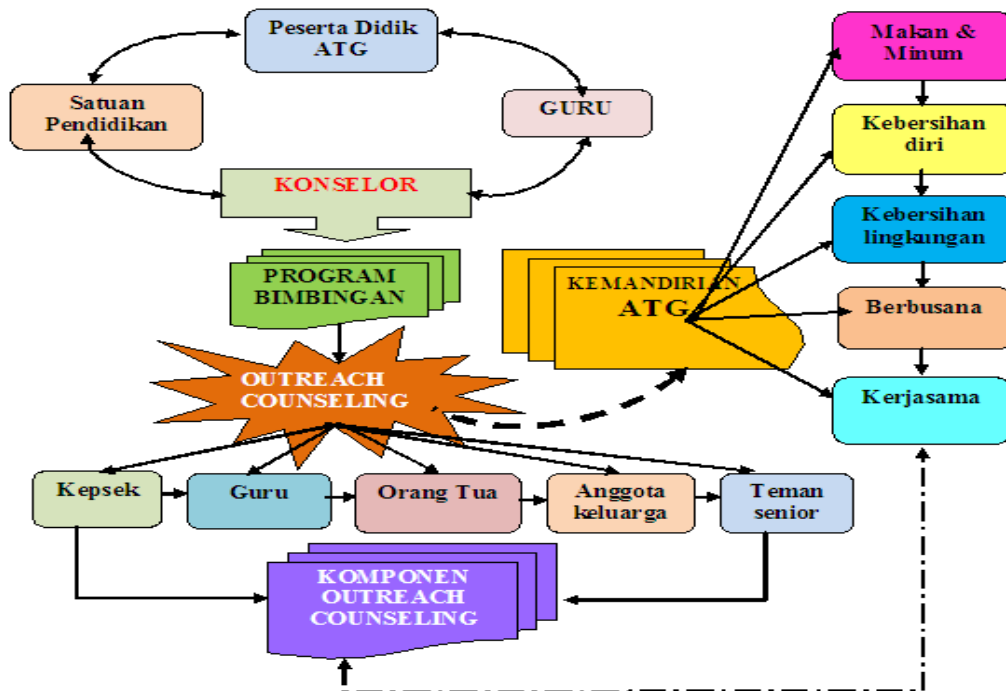 Peserta Didik
ATG
Satuan
Pendidikan
GURU
KONSELOR
PROGRAM
BIMBINGAN
OUTREACH
COUNSELING
Kepsek
Guru
Orang Tua
Anggota
keluarga
Teman
senior
KOMPONEN
OUTREACH
COUNSELING
KEMANDIRIAN
ATG
Makan &
Minum
Kebersihan
diri
Kebersihan
lingkungan
Berbusana
Kerjasama